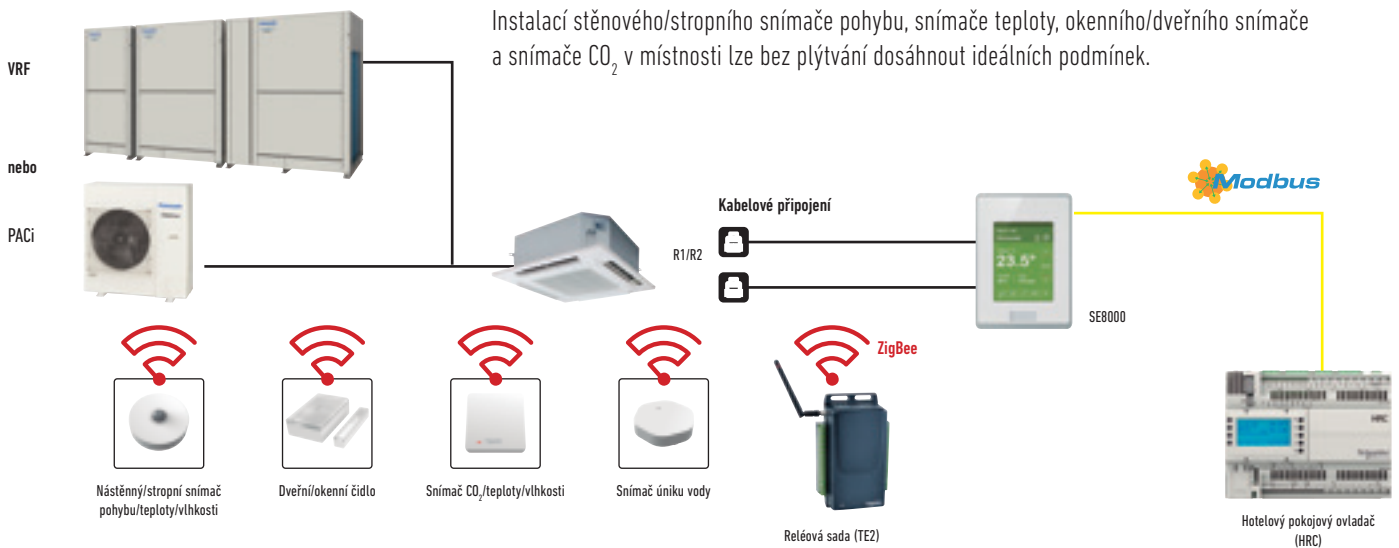 Instalací stěnového/stropního snímače pohybu, snímače teploty, okenního/dveřního snímače
a snímače CO₂ v místnosti lze bez plýtvání dosáhnout ideálních podmínek.
VRF
nebo
PACi
Kabelové připojení
R1/R2
Modbus
23.5°
SE8000
ZigBee
HRC
Nástěnný/stropní snímač
pohybu/teploty/vlhkosti
Dveřní/okenní čidlo
Snímač CO₂/teploty/vlhkosti
Snímač úniku vody
Reléová sada (TE2)
Hotelový pokojový ovladač
(HRC)